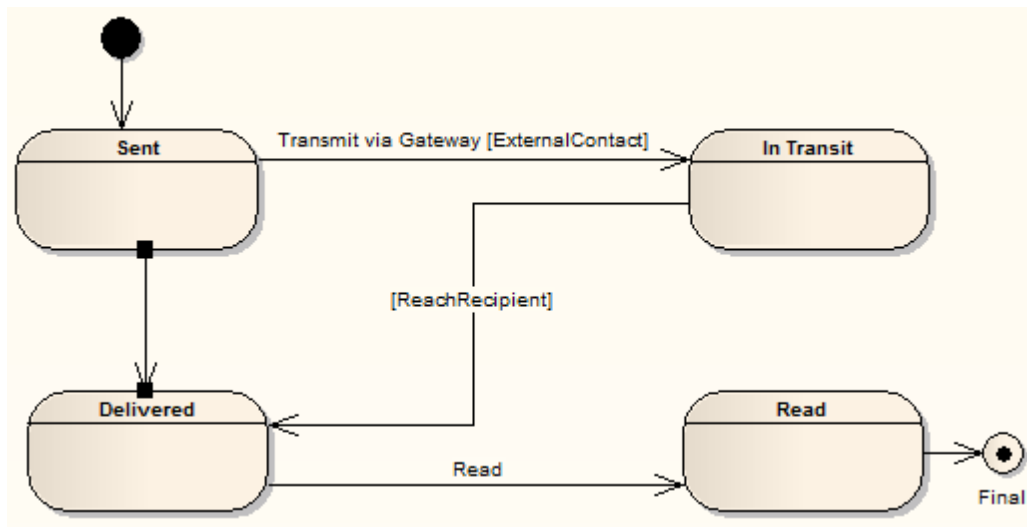 Sent
Transmit via Gateway [ExternalContact]
In Transit
[ReachRecipient]
Delivered
Read
Read
Final